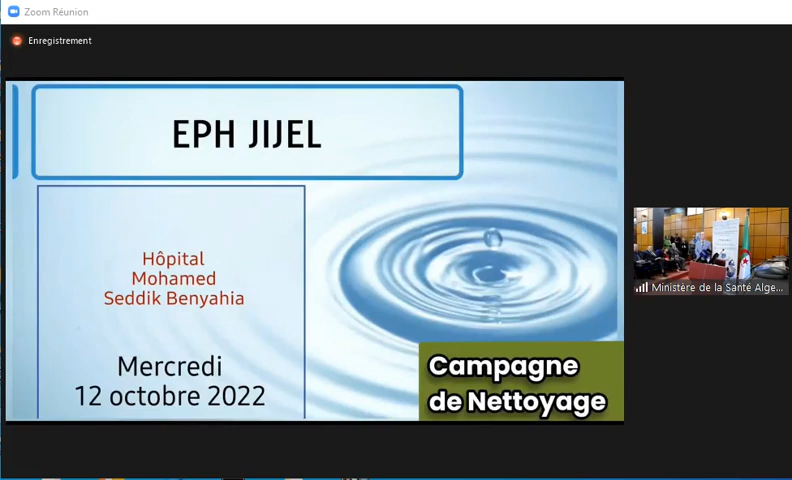 Zoom Réunion
Enregistrement
EPH JIJEL
Hôpital
Mohamed
Seddik Benyahia
Mercredi
12 octobre 2022
Campagne
de Nettoyage
Ministère de la Santé Alge...